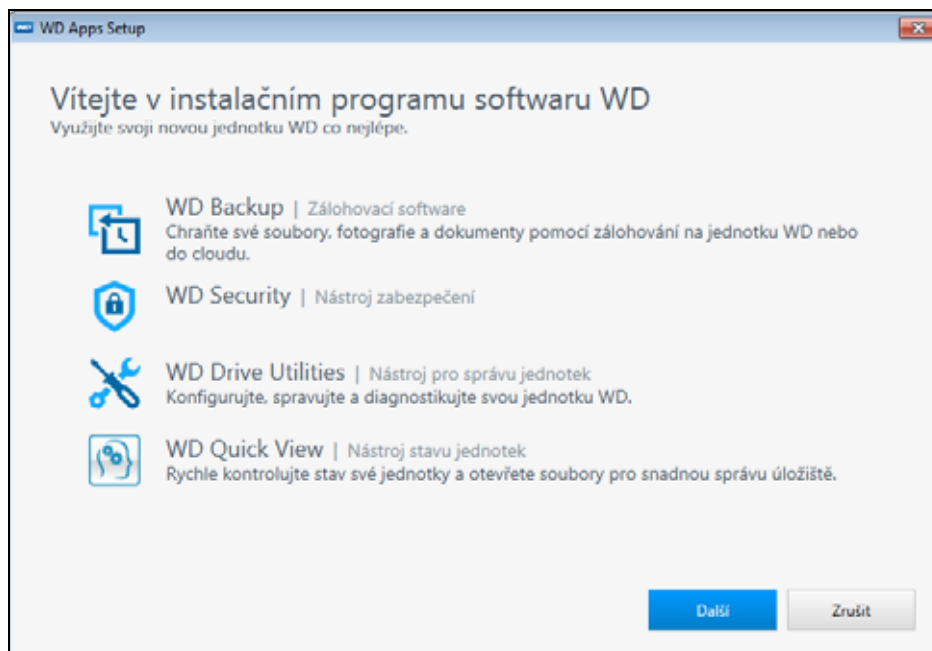 WD Apps Setup
Vítejte v instalačním programu softwaru WD
Využijte svoji novou jednotku WD co nejlépe.
WD Backup | Zálohovací software
Chraňte své soubory, fotografie a dokumenty pomocí zálohování na jednotku WD nebo
do cloudu.
WD Security | Nástroj zabezpečení
WD Drive Utilities | Nástroj pro správu jednotek
Konfigurujte, spravujte a diagnostikujte svou jednotku WD.
WD Quick View | Nástroj stavu jednotek
Rychle kontrolujte stav své jednotky a otevřete soubory pro snadnou správu úložiště.
Další
Zrušit